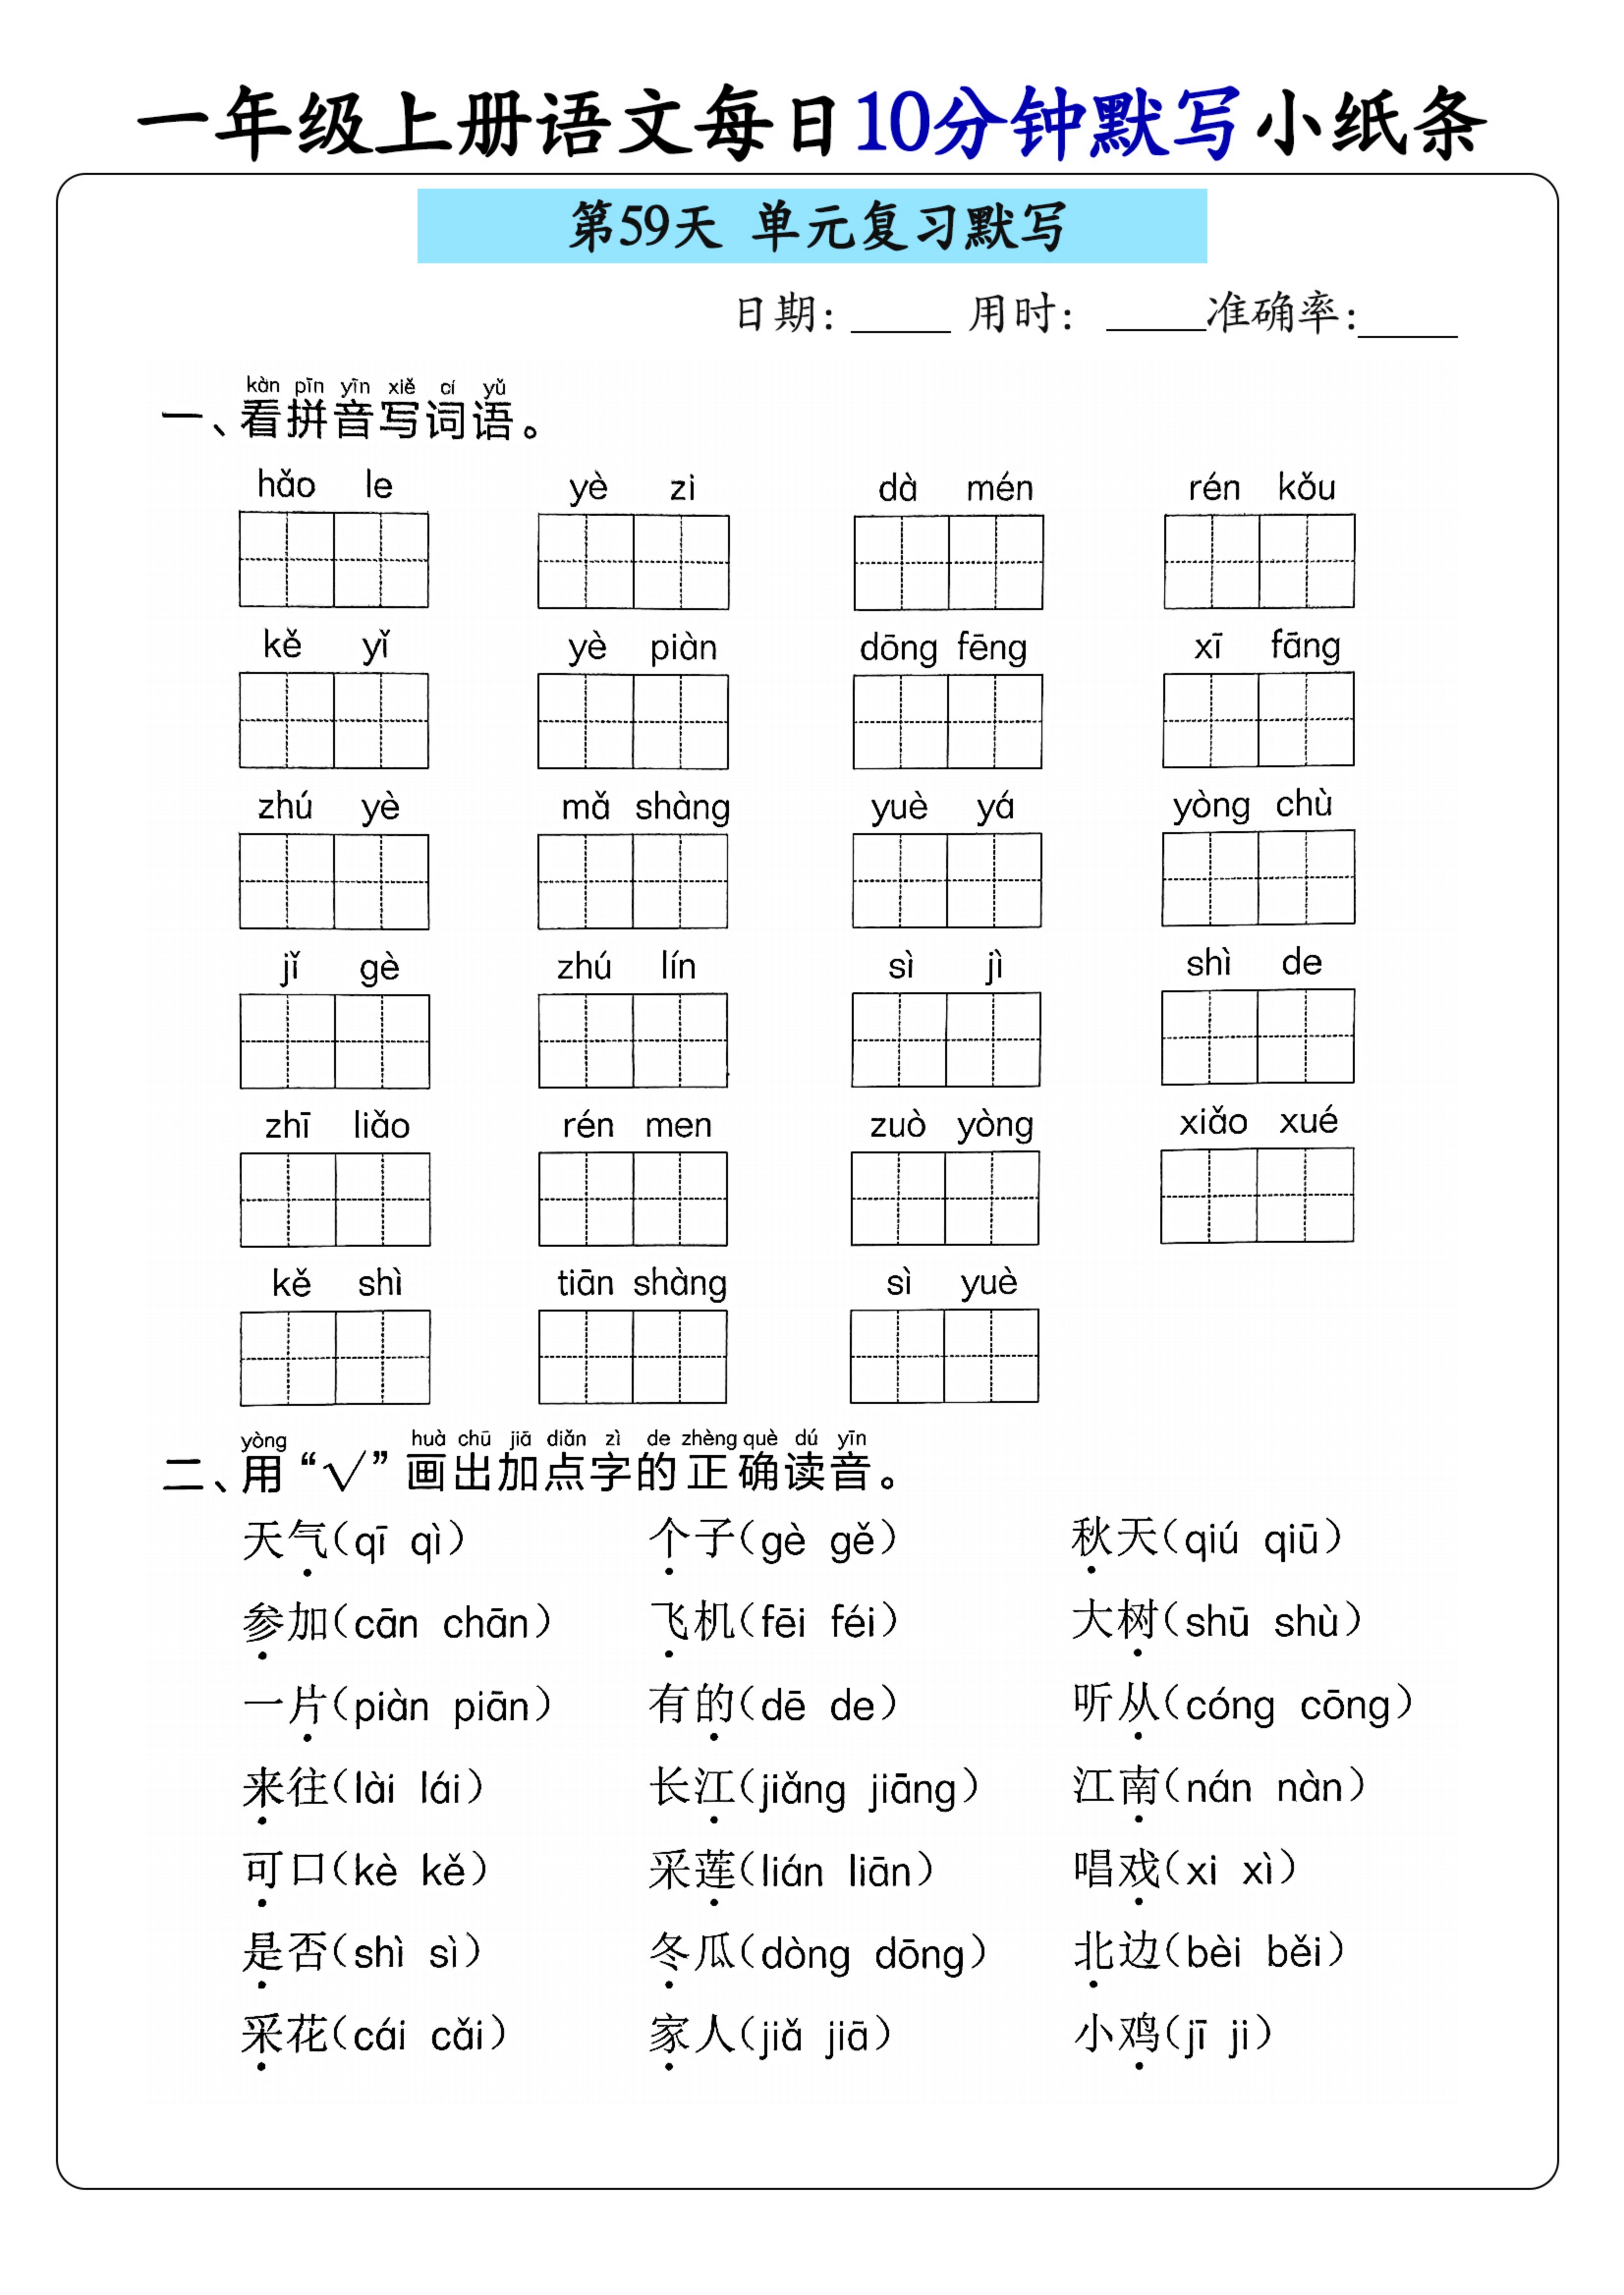 一年级上册语文每日10分钟默写小纸条
第59天 单元复习默写
日期： 用时： 准确率：
kàn pīn yīn xiě cí yǔ
一、看拼音写词语。
hǎo le yè zi dà mén rén kǒu
kě yǐ yè piàn dōng fēng xī fāng
zhú yè mǎ shàng yuè yá yòng chù
jǐ gè zhú lín sì jì shì de
zhī liǎo rén men zuò yòng xiǎo xué
kě shì tiān shàng sì yuè
yòng huà chū jiā diǎn zì de zhèng què dú yīn
二、用“√”画出加点字的正确读音。
天气(qī qì) 个子(gè gě) 秋天(qiú qiū)
参加(cān chān) 飞机(fēi féi) 大树(shū shù)
一片(piàn piān) 有的(dē de) 听从(cóng cōng)
来往(lài lái) 长江(jiǎng jiāng) 江南(nán nàn)
可口(kè kě) 采莲(lián liān) 唱戏(xi xì)
是否(shì sì) 冬瓜(dòng dōng) 北边(bèi běi)
采花(cái cǎi) 家人(jiǎ jiā) 小鸡(jī ji)